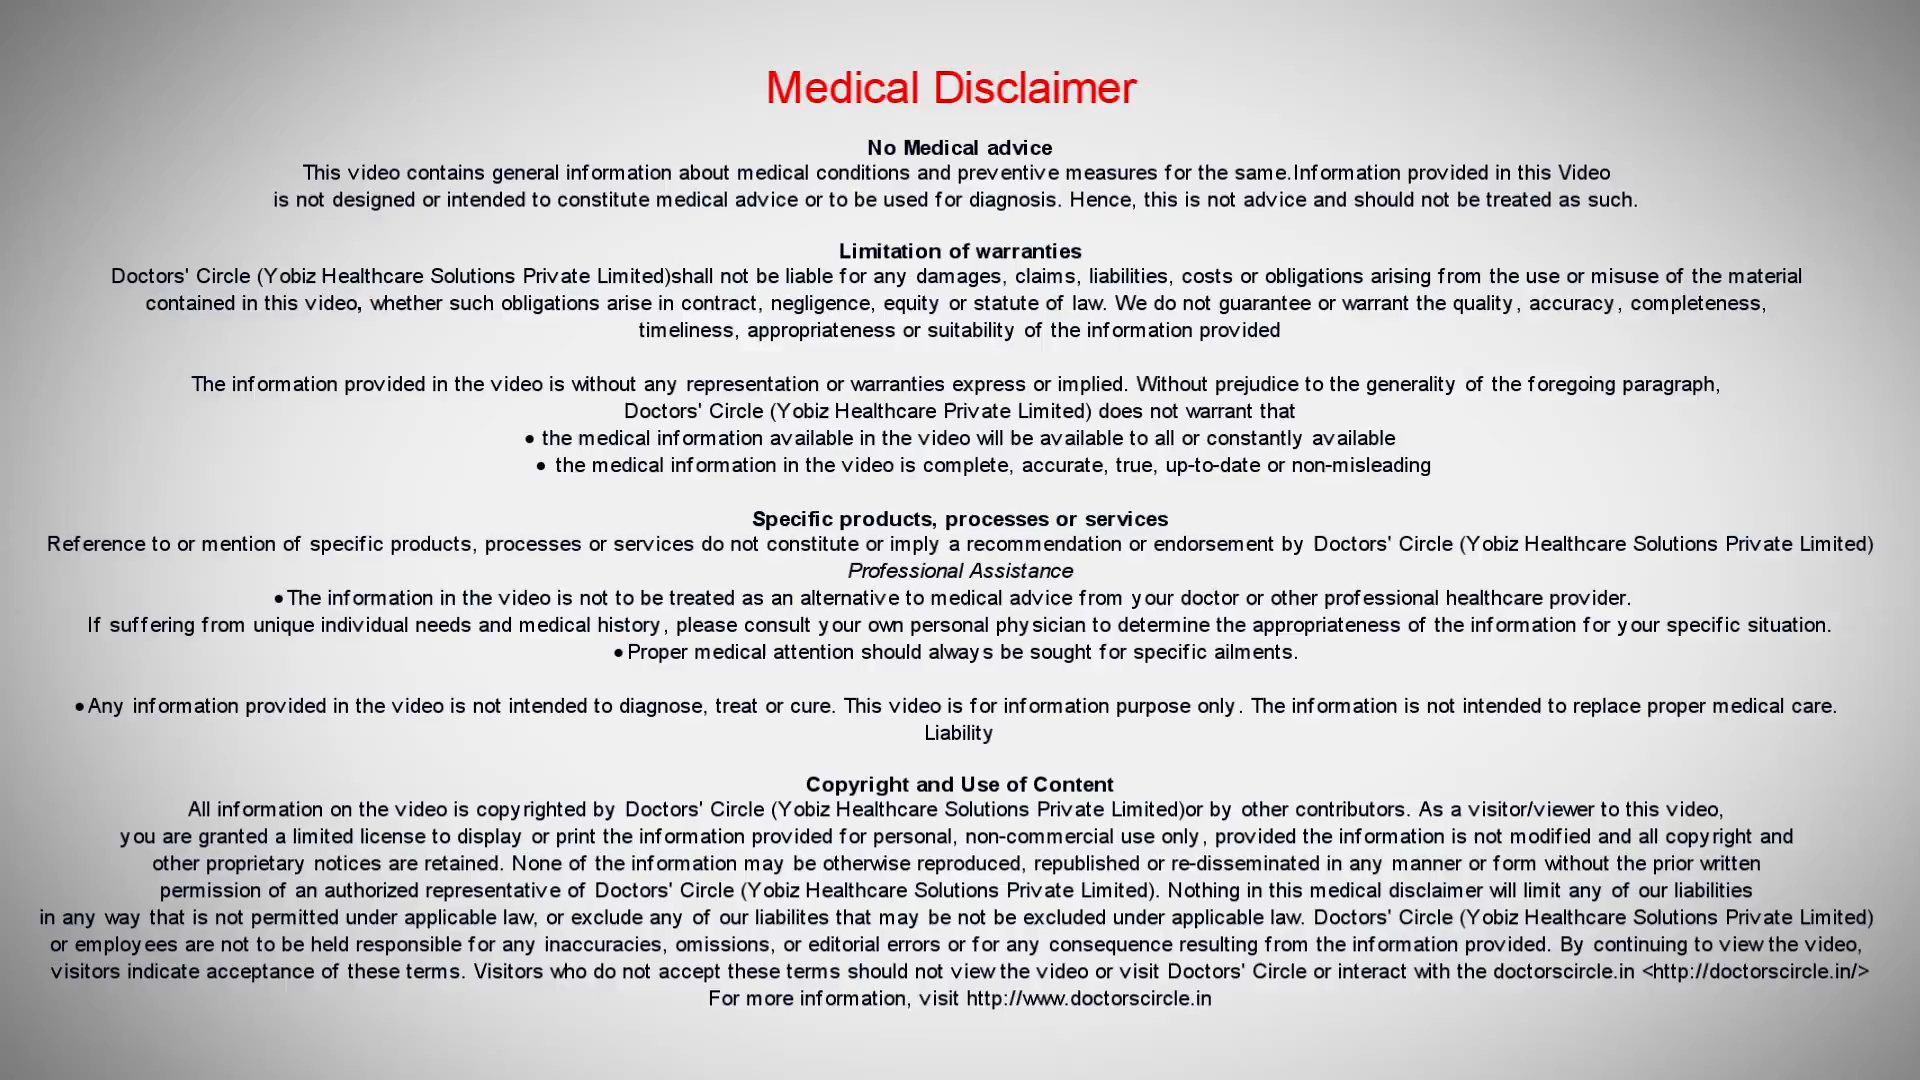 Medical Disclaimer
No Medical advice
This video contains general information about medical conditions and preventive measures for the same.Information provided in this Video
is not designed or intended to constitute medical advice or to be used for diagnosis. Hence, this is not advice and should not be treated as such.
Limitation of warranties
Doctors' Circle (Yobiz Healthcare Solutions Private Limited)shall not be liable for any damages, claims, liabilities, costs or obligations arising from the use or misuse of the material
contained in this video, whether such obligations arise in contract, negligence, equity or statute of law. We do not guarantee or warrant the quality, accuracy, completeness,
timeliness, appropriateness or suitability of the information provided
The information provided in the video is without any representation or warranties express or implied. Without prejudice to the generality of the foregoing paragraph,
Doctors' Circle (Yobiz Healthcare Private Limited) does not warrant that
• the medical information available in the video will be available to all or constantly available
• the medical information in the video is complete, accurate, true, up-to-date or non-misleading
Specific products, processes or services
Reference to or mention of specific products, processes or services do not constitute or imply a recommendation or endorsement by Doctors' Circle (Yobiz Healthcare Solutions Private Limited)
Professional Assistance
•The information in the video is not to be treated as an alternative to medical advice from your doctor or other professional healthcare provider.
If suffering from unique individual needs and medical history, please consult your own personal physician to determine the appropriateness of the information for your specific situation.
•Proper medical attention should always be sought for specific ailments.
•Any information provided in the video is not intended to diagnose, treat or cure. This video is for information purpose only. The information is not intended to replace proper medical care.
Liability
Copyright and Use of Content
All information on the video is copyrighted by Doctors' Circle (Yobiz Healthcare Solutions Private Limited)or by other contributors. As a visitor/viewer to this video,
you are granted a limited license to display or print the information provided for personal, non-commercial use only, provided the information is not modified and all copyright and
other proprietary notices are retained. None of the information may be otherwise reproduced, republished or re-disseminated in any manner or form without the prior written
permission of an authorized representative of Doctors' Circle (Yobiz Healthcare Solutions Private Limited). Nothing in this medical disclaimer will limit any of our liabilities
in any way that is not permitted under applicable law, or exclude any of our liabilites that may be not be excluded under applicable law. Doctors' Circle (Yobiz Healthcare Solutions Private Limited)
or employees are not to be held responsible for any inaccuracies, omissions, or editorial errors or for any consequence resulting from the information provided. By continuing to view the video,
visitors indicate acceptance of these terms. Visitors who do not accept these terms should not view the video or visit Doctors' Circle or interact with the doctorscircle.in <http://doctorscircle.in/>
For more information, visit http://www.doctorscircle.in